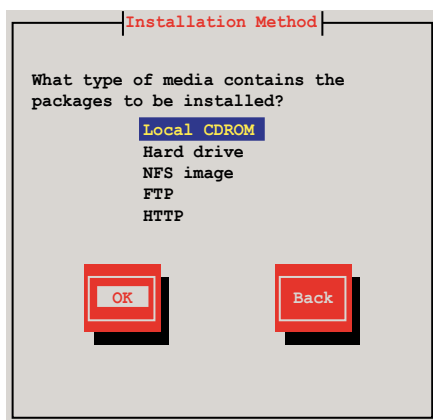 Installation Method
What type of media contains the
packages to be installed?
Local CDROM
Hard drive
NFS image
FTP
HTTP
OK
Back